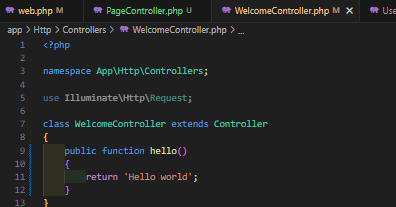 web.php M PageController.php U WelcomeController.php M Use
app > Http > Controllers > WelcomeController.php > ...
1 <?php
2
3 namespace App\Http\Controllers;
4
5 use Illuminate\Http\Request;
6
7 class WelcomeController extends Controller
8 {
9 public function hello()
10 {
11 return 'Hello world';
12 }
13 }